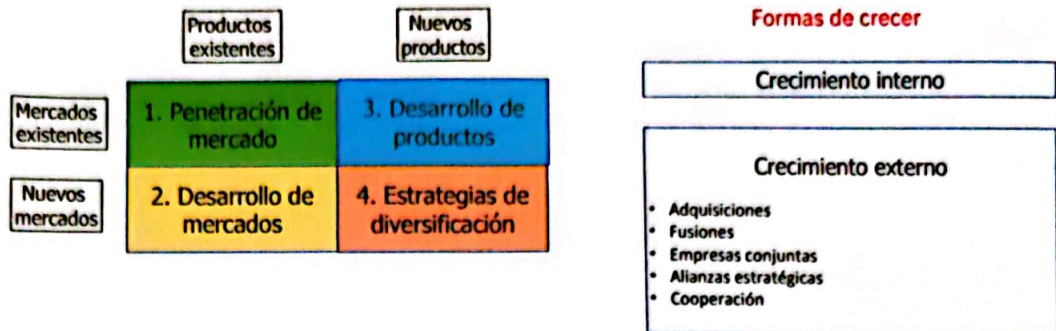 Productos
existentes
Nuevos
productos
Mercados
existentes
1. Penetración de
mercado
3. Desarrollo de
productos
Nuevos
mercados
2. Desarrollo de
mercados
4. Estrategias de
diversificación
Formas de crecer
Crecimiento interno
Crecimiento externo
• Adquisiciones
• Fusiones
• Empresas conjuntas
• Alianzas estratégicas
• Cooperación